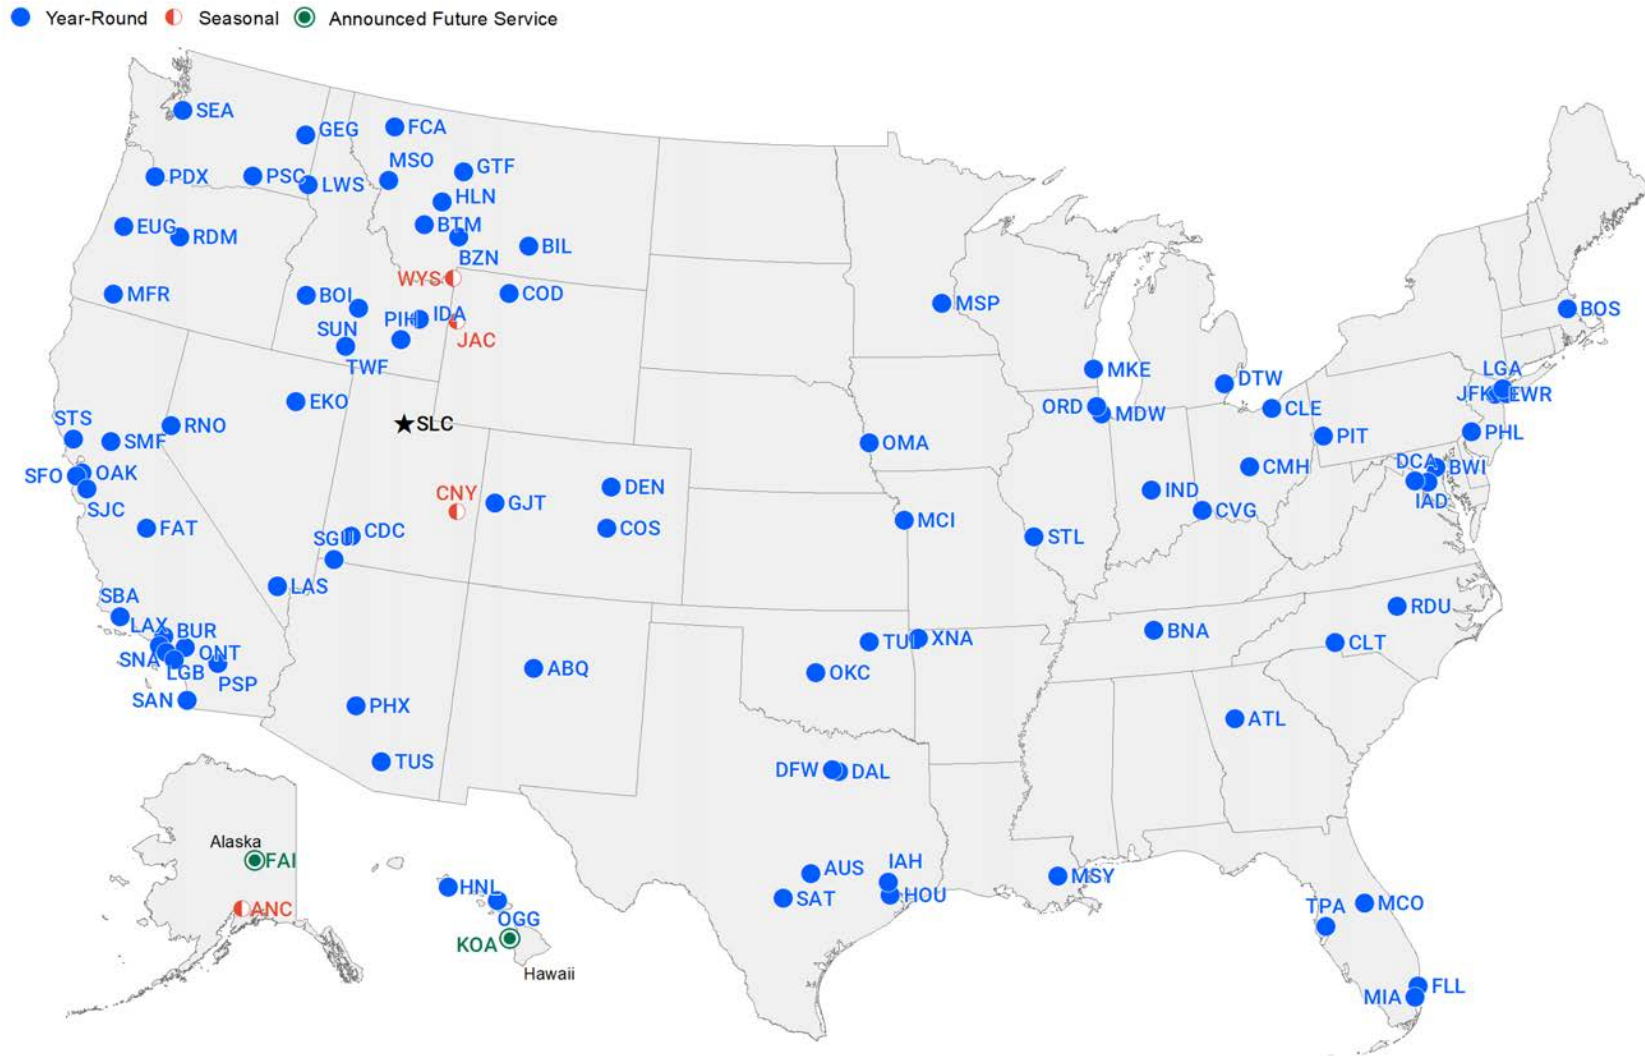 Year-Round Seasonal Announced Future Service
SEA
GEG
FCA
MSO
GTF
PDX
PSC
LWS
HLN
EUG
RDM
BTM
BZN
BIL
WYS
MFR
BOI
COD
SUN
PIH
IDA
JAC
TWF
MSP
BOS
MKE
DTW
LGA
EKO
ORD
MDW
CLE
JFK
EWR
STS
SMF
RNO
SLC
OMA
PIT
PHL
SFO
OAK
SJC
CNY
GJT
DEN
IND
CMH
DCA
BWI
IAD
FAT
SGU
CDC
COS
MCI
STL
CVG
LAS
SBA
LAX
BUR
SNA
ONT
LGB
PSP
SAN
ABQ
TUL
XNA
OKC
BNA
RDU
CLT
PHX
TUS
ATL
DFW
DAL
Alaska
FAI
ANC
HNL
OGG
KOA
Hawaii
AUS
IAH
SAT
HOU
MSY
TPA
MCO
FLL
MIA